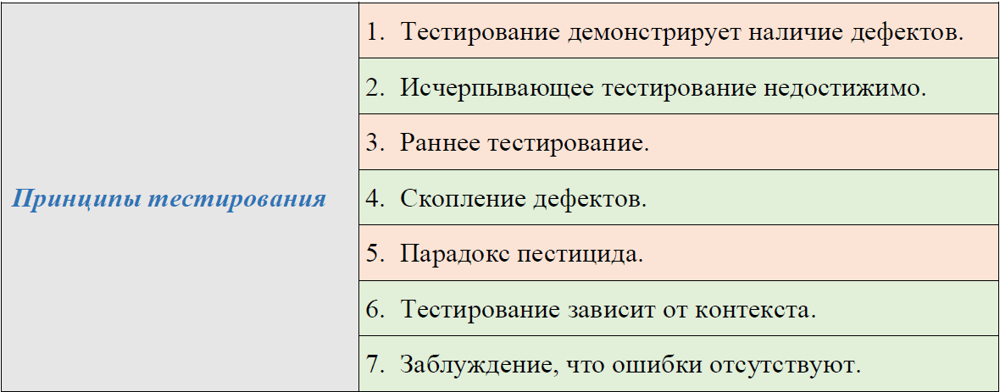 Принципы тестирования
1. Тестирование демонстрирует наличие дефектов.
2. Исчерпывающее тестирование недостижимо.
3. Раннее тестирование.
4. Скопление дефектов.
5. Парадокс пестицида.
6. Тестирование зависит от контекста.
7. Заблуждение, что ошибки отсутствуют.